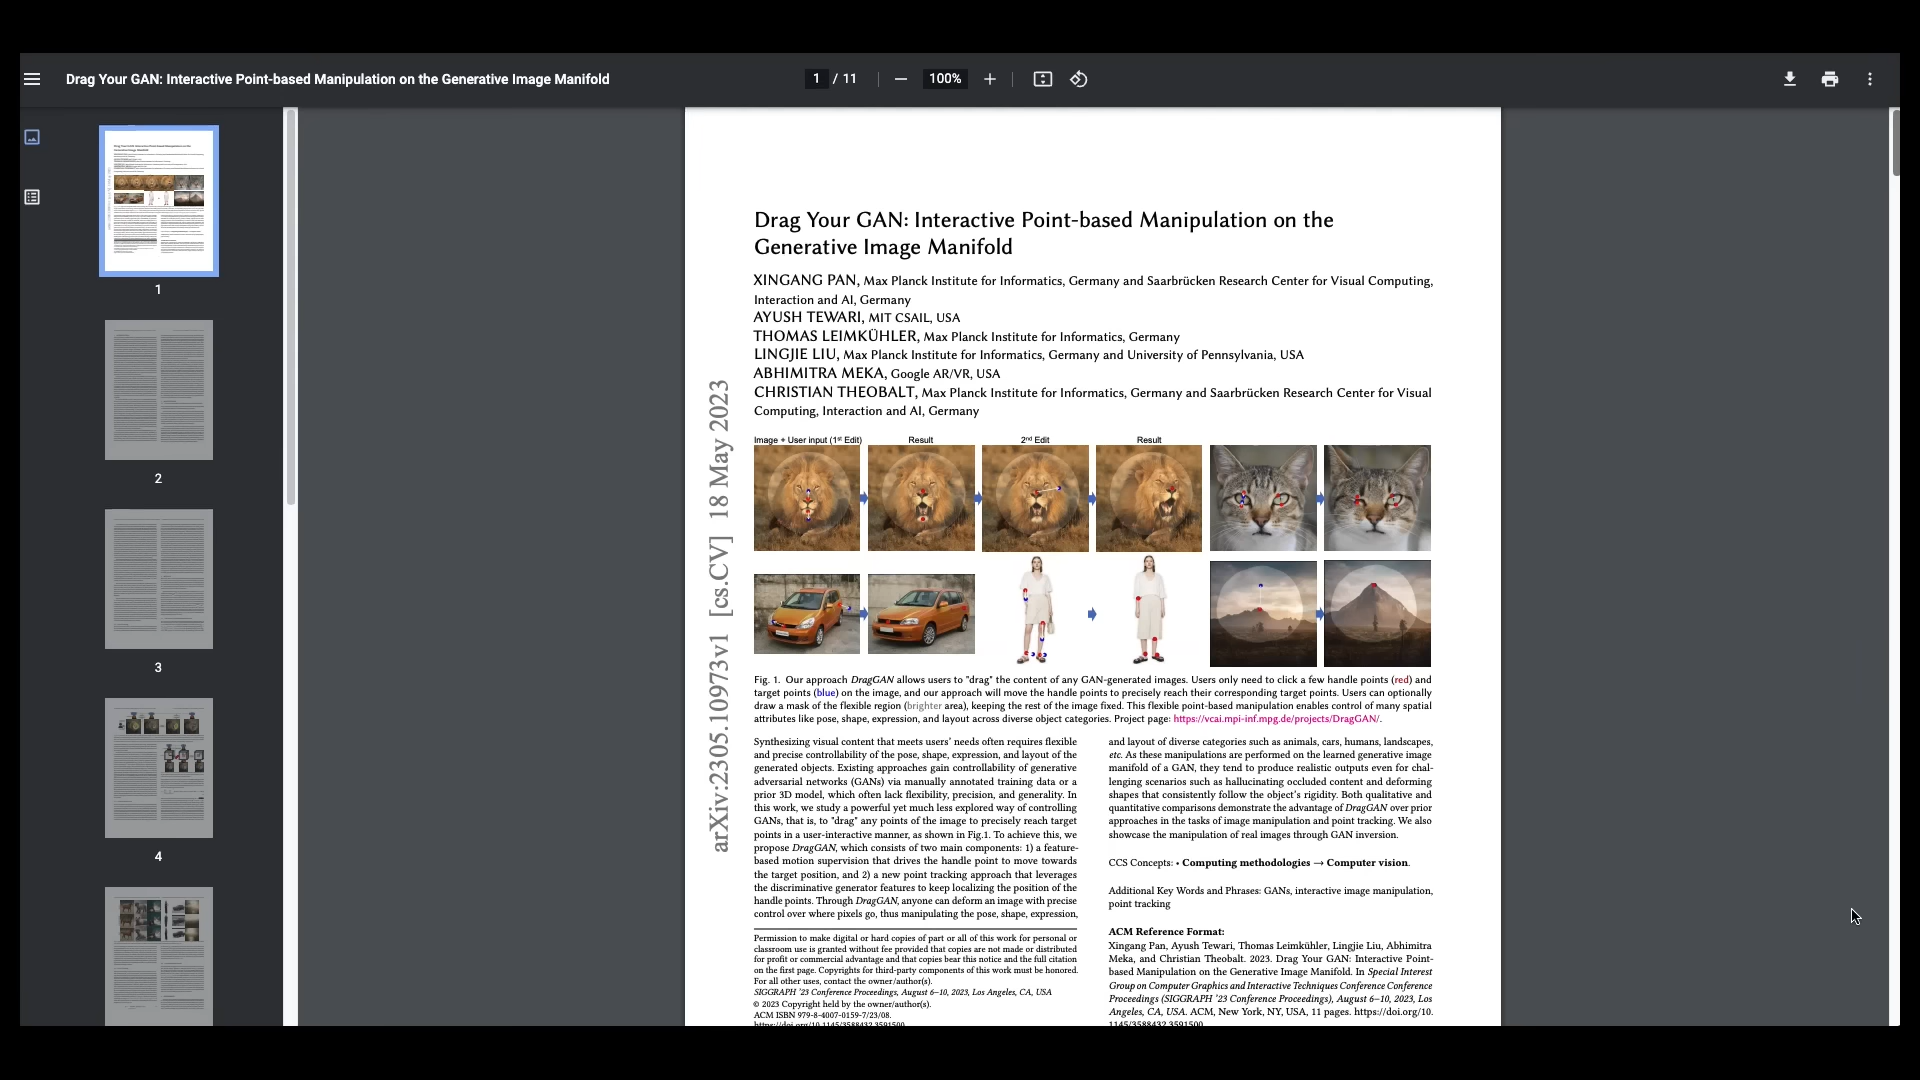 Drag Your GAN: Interactive Point-based Manipulation on the Generative Image Manifold
1 / 11
100%
1
2
3
4
Drag Your GAN: Interactive Point-based Manipulation on the
Generative Image Manifold
XINGANG PAN, Max Planck Institute for Informatics, Germany and Saarbrücken Research Center for Visual Computing,
Interaction and AI, Germany
AYUSH TEWARI, MIT CSAIL, USA
THOMAS LEIMKÜHLER, Max Planck Institute for Informatics, Germany
LINGJIE LIU, Max Planck Institute for Informatics, Germany and University of Pennsylvania, USA
ABHIMITRA MEKA, Google AR/VR, USA
CHRISTIAN THEOBALT, Max Planck Institute for Informatics, Germany and Saarbrücken Research Center for Visual
Computing, Interaction and AI, Germany
arXiv:2305.10973v1 [cs.CV] 18 May 2023
Image + User input (1st Edit) Result 2nd Edit Result
Fig. 1. Our approach DragGAN allows users to "drag" the content of any GAN-generated images. Users only need to click a few handle points (red) and
target points (blue) on the image, and our approach will move the handle points to precisely reach their corresponding target points. Users can optionally
draw a mask of the flexible region (brighter area), keeping the rest of the image fixed. This flexible point-based manipulation enables control of many spatial
attributes like pose, shape, expression, and layout across diverse object categories. Project page: https://vcai.mpi-inf.mpg.de/projects/DragGAN/.
Synthesizing visual content that meets users' needs often requires flexible
and precise controllability of the pose, shape, expression, and layout of the
generated objects. Existing approaches gain controllability of generative
adversarial networks (GANs) via manually annotated training data or a
prior 3D model, which often lack flexibility, precision, and generality. In
this work, we study a powerful yet much less explored way of controlling
GANs, that is, to "drag" any points of the image to precisely reach target
points in a user-interactive manner, as shown in Fig.1. To achieve this, we
propose DragGAN, which consists of two main components: 1) a feature-
based motion supervision that drives the handle point to move towards
the target position, and 2) a new point tracking approach that leverages
the discriminative generator features to keep localizing the position of the
handle points. Through DragGAN, anyone can deform an image with precise
control over where pixels go, thus manipulating the pose, shape, expression,
Permission to make digital or hard copies of part or all of this work for personal or
classroom use is granted without fee provided that copies are not made or distributed
for profit or commercial advantage and that copies bear this notice and the full citation
on the first page. Copyrights for third-party components of this work must be honored.
For all other uses, contact the owner/author(s).
SIGGRAPH '23 Conference Proceedings, August 6–10, 2023, Los Angeles, CA, USA
© 2023 Copyright held by the owner/author(s).
ACM ISBN 979-8-4007-0159-7/23/08.
https://doi.org/10.1145/3588432.3591500
and layout of diverse categories such as animals, cars, humans, landscapes,
etc. As these manipulations are performed on the learned generative image
manifold of a GAN, they tend to produce realistic outputs even for chal-
lenging scenarios such as hallucinating occluded content and deforming
shapes that consistently follow the object's rigidity. Both qualitative and
quantitative comparisons demonstrate the advantage of DragGAN over prior
approaches in the tasks of image manipulation and point tracking. We also
showcase the manipulation of real images through GAN inversion.
CCS Concepts: • Computing methodologies → Computer vision.
Additional Key Words and Phrases: GANs, interactive image manipulation,
point tracking
ACM Reference Format:
Xingang Pan, Ayush Tewari, Thomas Leimkühler, Lingjie Liu, Abhimitra
Meka, and Christian Theobalt. 2023. Drag Your GAN: Interactive Point-
based Manipulation on the Generative Image Manifold. In Special Interest
Group on Computer Graphics and Interactive Techniques Conference Conference
Proceedings (SIGGRAPH '23 Conference Proceedings), August 6–10, 2023, Los
Angeles, CA, USA. ACM, New York, NY, USA, 11 pages. https://doi.org/10.
1145/3588432.3591500